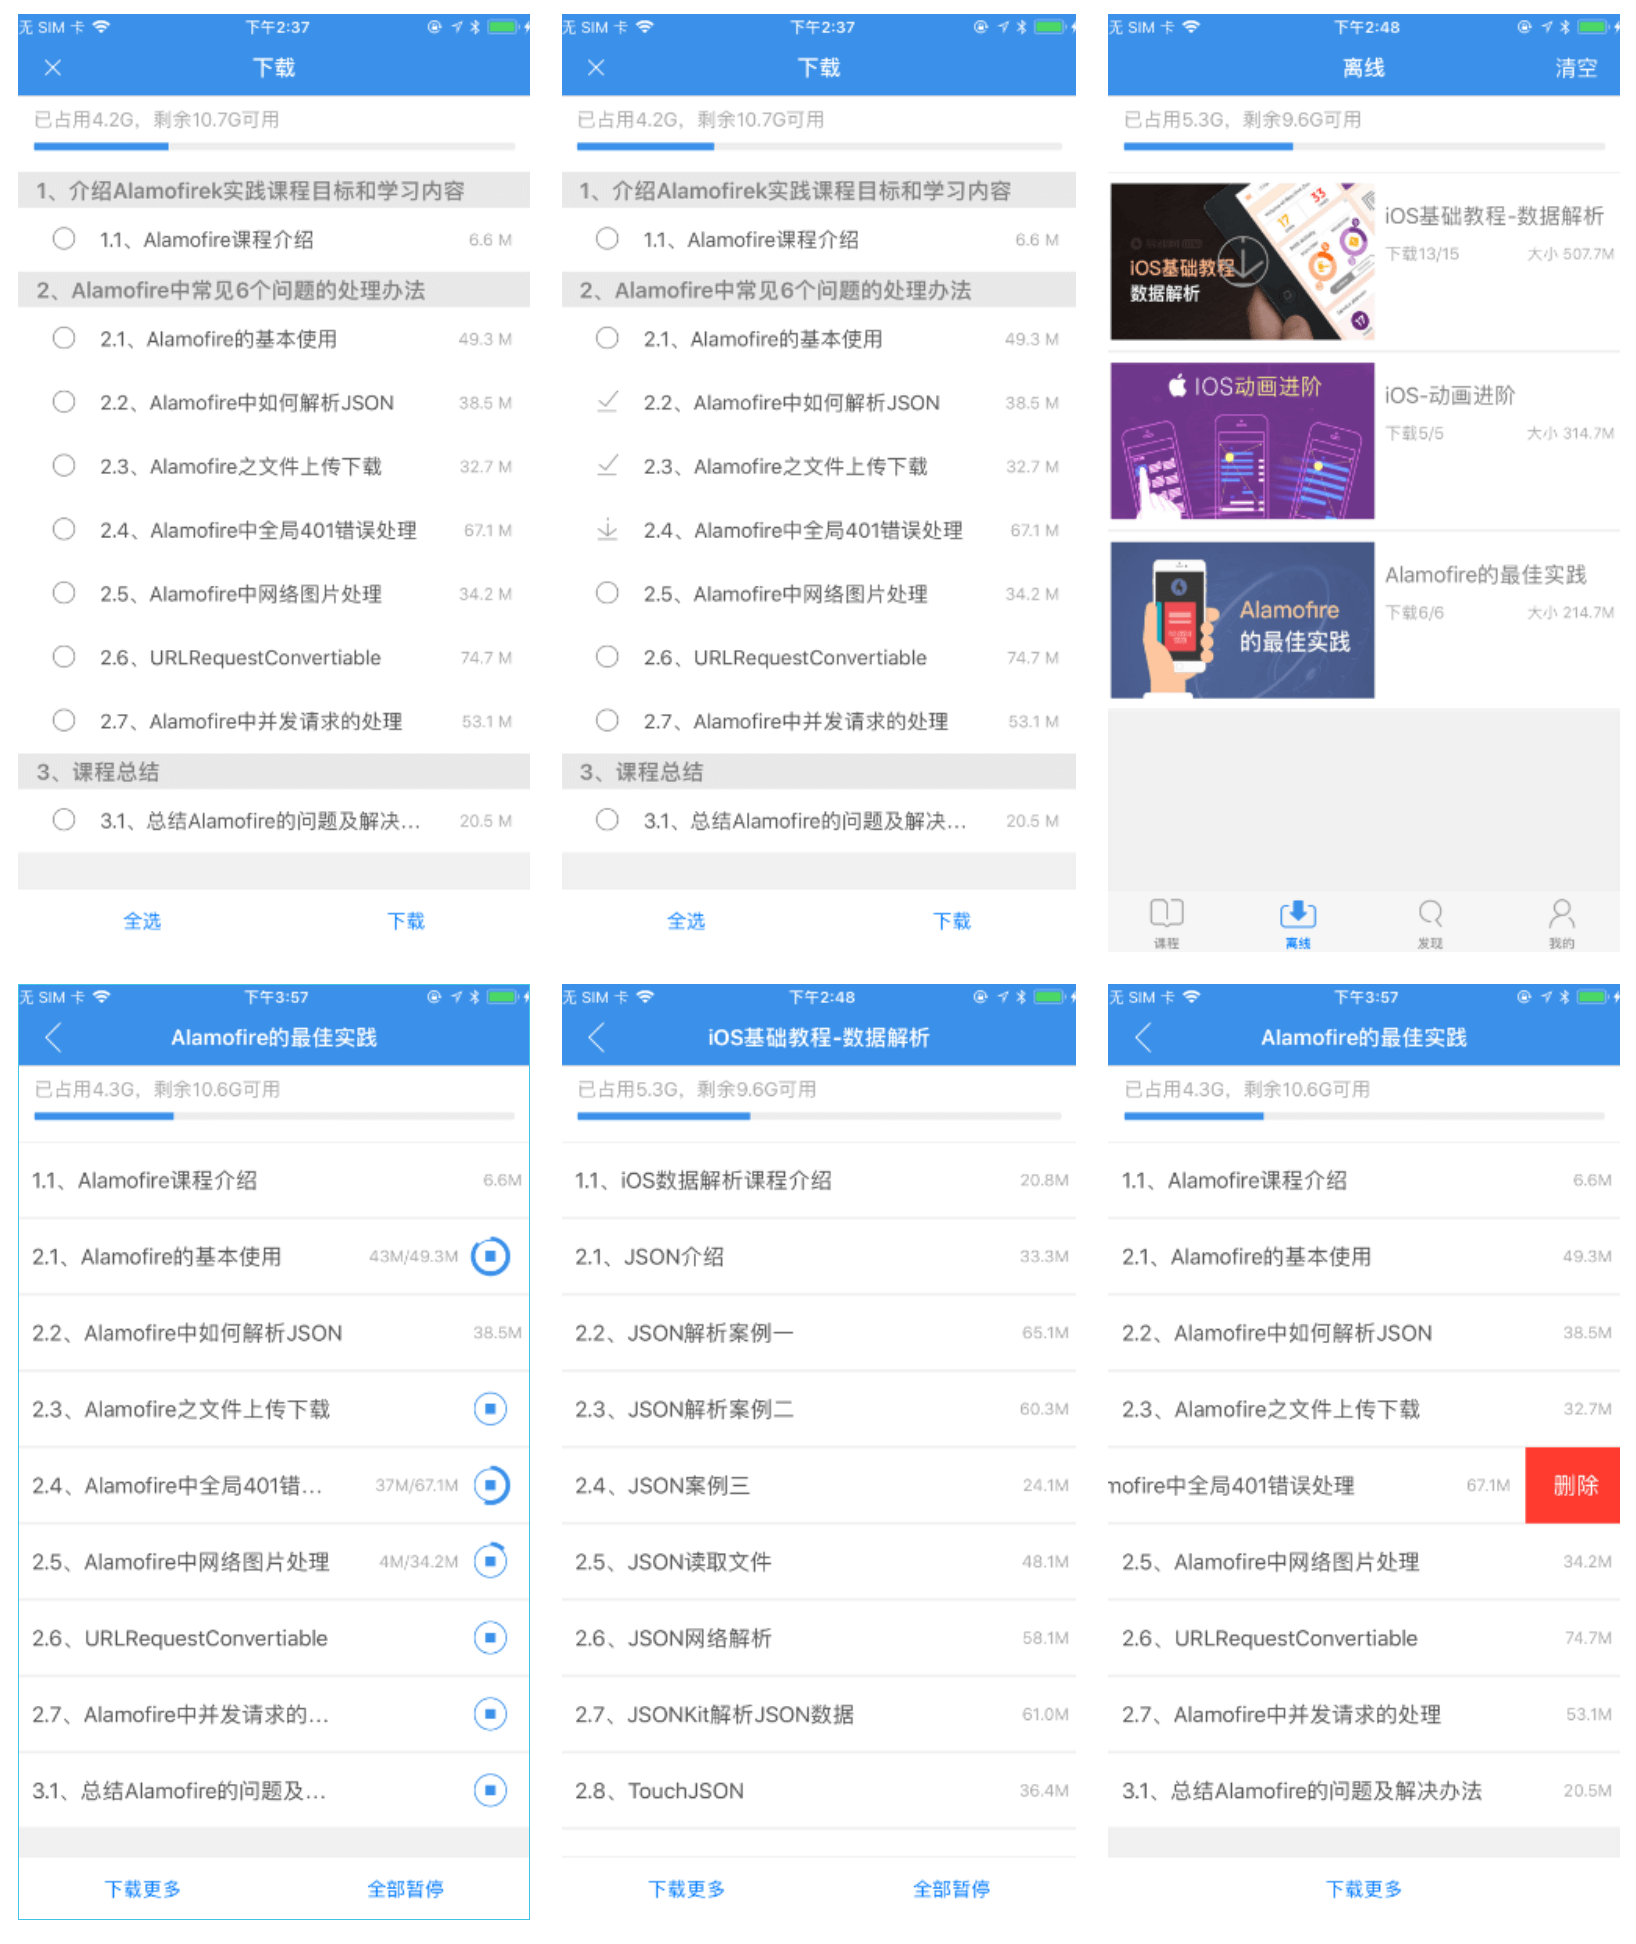 无 SIM 卡 下午2:37
下载
已占用4.2G，剩余10.7G可用
1、介绍Alamofirek实践课程目标和学习内容
1.1、Alamofire课程介绍 6.6 M
2、Alamofire中常见6个问题的处理办法
2.1、Alamofire的基本使用 49.3 M
2.2、Alamofire中如何解析JSON 38.5 M
2.3、Alamofire之文件上传下载 32.7 M
2.4、Alamofire中全局401错误处理 67.1 M
2.5、Alamofire中网络图片处理 34.2 M
2.6、URLRequestConvertiable 74.7 M
2.7、Alamofire中并发请求的处理 53.1 M
3、课程总结
3.1、总结Alamofire的问题及解决... 20.5 M
全选 下载
无 SIM 卡 下午2:37
下载
已占用4.2G，剩余10.7G可用
1、介绍Alamofirek实践课程目标和学习内容
1.1、Alamofire课程介绍 6.6 M
2、Alamofire中常见6个问题的处理办法
2.1、Alamofire的基本使用 49.3 M
2.2、Alamofire中如何解析JSON 38.5 M
2.3、Alamofire之文件上传下载 32.7 M
2.4、Alamofire中全局401错误处理 67.1 M
2.5、Alamofire中网络图片处理 34.2 M
2.6、URLRequestConvertiable 74.7 M
2.7、Alamofire中并发请求的处理 53.1 M
3、课程总结
3.1、总结Alamofire的问题及解决... 20.5 M
全选 下载
无 SIM 卡 下午2:48
离线 清空
已占用5.3G，剩余9.6G可用
iOS基础教程
数据解析
17
33
17
iOS基础教程-数据解析
下载13/15 大小 507.7M
IOS动画进阶
iOS-动画进阶
下载5/5 大小 314.7M
Alamofire
的最佳实践
Alamofire的最佳实践
下载6/6 大小 214.7M
课程 离线 发现 我的
无 SIM 卡 下午3:57
Alamofire的最佳实践
已占用4.3G，剩余10.6G可用
1.1、Alamofire课程介绍 6.6M
2.1、Alamofire的基本使用 43M/49.3M
2.2、Alamofire中如何解析JSON 38.5M
2.3、Alamofire之文件上传下载
2.4、Alamofire中全局401错... 37M/67.1M
2.5、Alamofire中网络图片处理 4M/34.2M
2.6、URLRequestConvertiable
2.7、Alamofire中并发请求的...
3.1、总结Alamofire的问题及...
下载更多 全部暂停
无 SIM 卡 下午2:48
iOS基础教程-数据解析
已占用5.3G，剩余9.6G可用
1.1、iOS数据解析课程介绍 20.8M
2.1、JSON介绍 33.3M
2.2、JSON解析案例一 65.1M
2.3、JSON解析案例二 60.3M
2.4、JSON案例三 24.1M
2.5、JSON读取文件 48.1M
2.6、JSON网络解析 58.1M
2.7、JSONKit解析JSON数据 61.0M
2.8、TouchJSON 36.4M
下载更多 全部暂停
无 SIM 卡 下午3:57
Alamofire的最佳实践
已占用4.3G，剩余10.6G可用
1.1、Alamofire课程介绍 6.6M
2.1、Alamofire的基本使用 49.3M
2.2、Alamofire中如何解析JSON 38.5M
2.3、Alamofire之文件上传下载 32.7M
mofire中全局401错误处理 67.1M 删除
2.5、Alamofire中网络图片处理 34.2M
2.6、URLRequestConvertiable 74.7M
2.7、Alamofire中并发请求的处理 53.1M
3.1、总结Alamofire的问题及解决办法 20.5M
下载更多